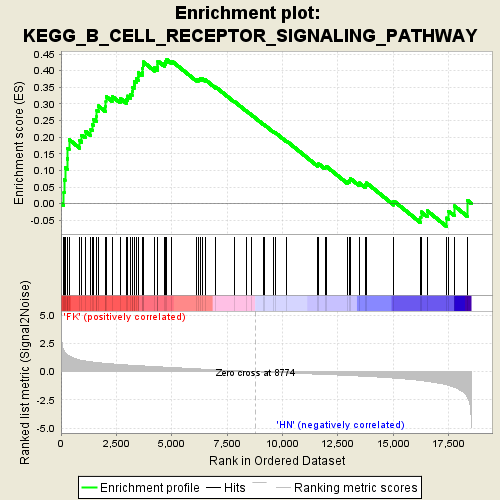 Enrichment plot:
KEGG_B_CELL_RECEPTOR_SIGNALING_PATHWAY
Enrichment score (ES)
0.45
0.40
0.35
0.30
0.25
0.20
0.15
0.10
0.05
0.00
-0.05
'FK' (positively correlated)
Ranked list metric (Signal2Noise)
5.0
2.5
0.0
-2.5
-5.0
Zero cross at 8774
'HN' (negatively correlated)
0 2,500 5,000 7,500 10,000 12,500 15,000 17,500
Rank in Ordered Dataset
Enrichment profile Hits Ranking metric scores